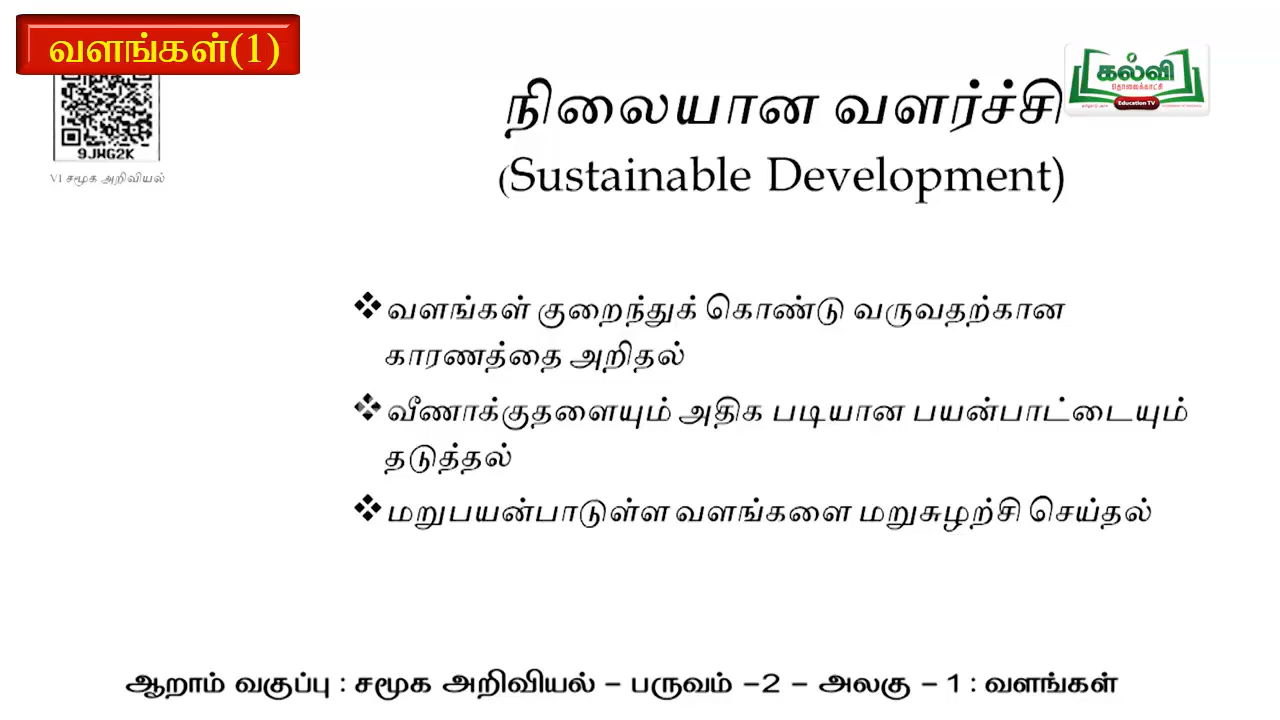 வளங்கள்(1)
9JWG2K
VI சமூக அறிவியல்
நிலையான வளர்ச்சி
(Sustainable Development)
கல்வி
தொலைக்காட்சி
Education TV
❖வளங்கள் குறைந்துக் கொண்டு வருவதற்கான
காரணத்தை அறிதல்
❖வீணாக்குதளையும் அதிக படியான பயன்பாட்டையும்
தடுத்தல்
❖மறுபயன்பாடுள்ள வளங்களை மறுசுழற்சி செய்தல்
ஆறாம் வகுப்பு : சமூக அறிவியல் – பருவம் –2 – அலகு – 1 : வளங்கள்